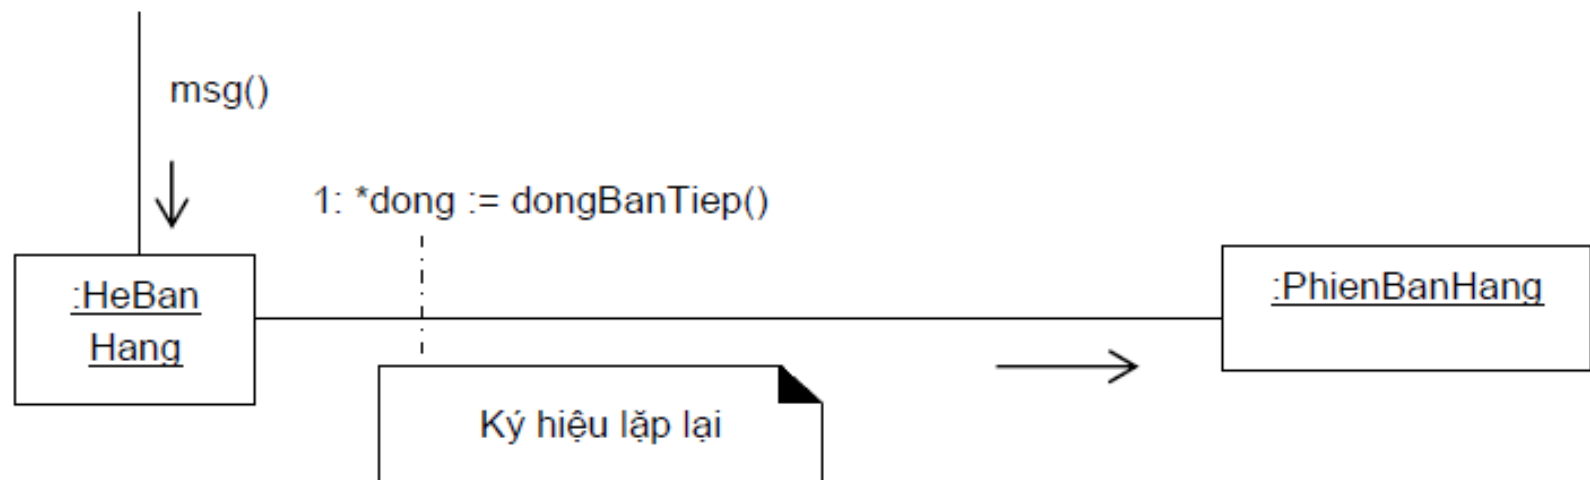 msg()
1: *dong := dongBanTiep()
:HeBan
Hang
:PhienBanHang
Ký hiệu lặp lại